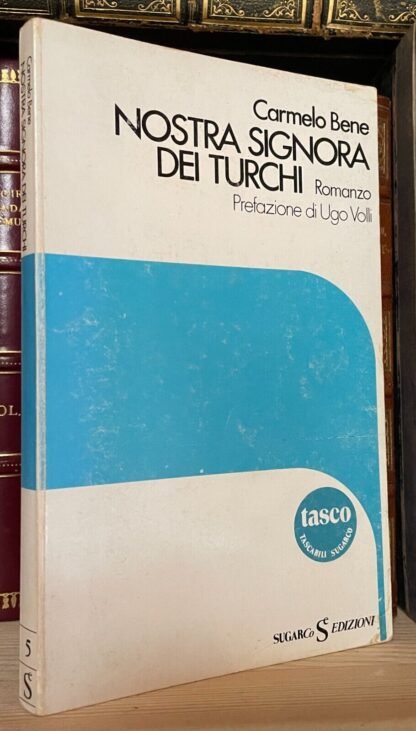 Carmelo Bene
NOSTRA SIGNORA
DEI TURCHI Romanzo
Prefazione di Ugo Volli
tasco
TASCABILI SUGARCO
SUGARCo S EDIZIONI
Carmelo Bene
NOSTRA SIGNORA DEI TURCHI
5
S